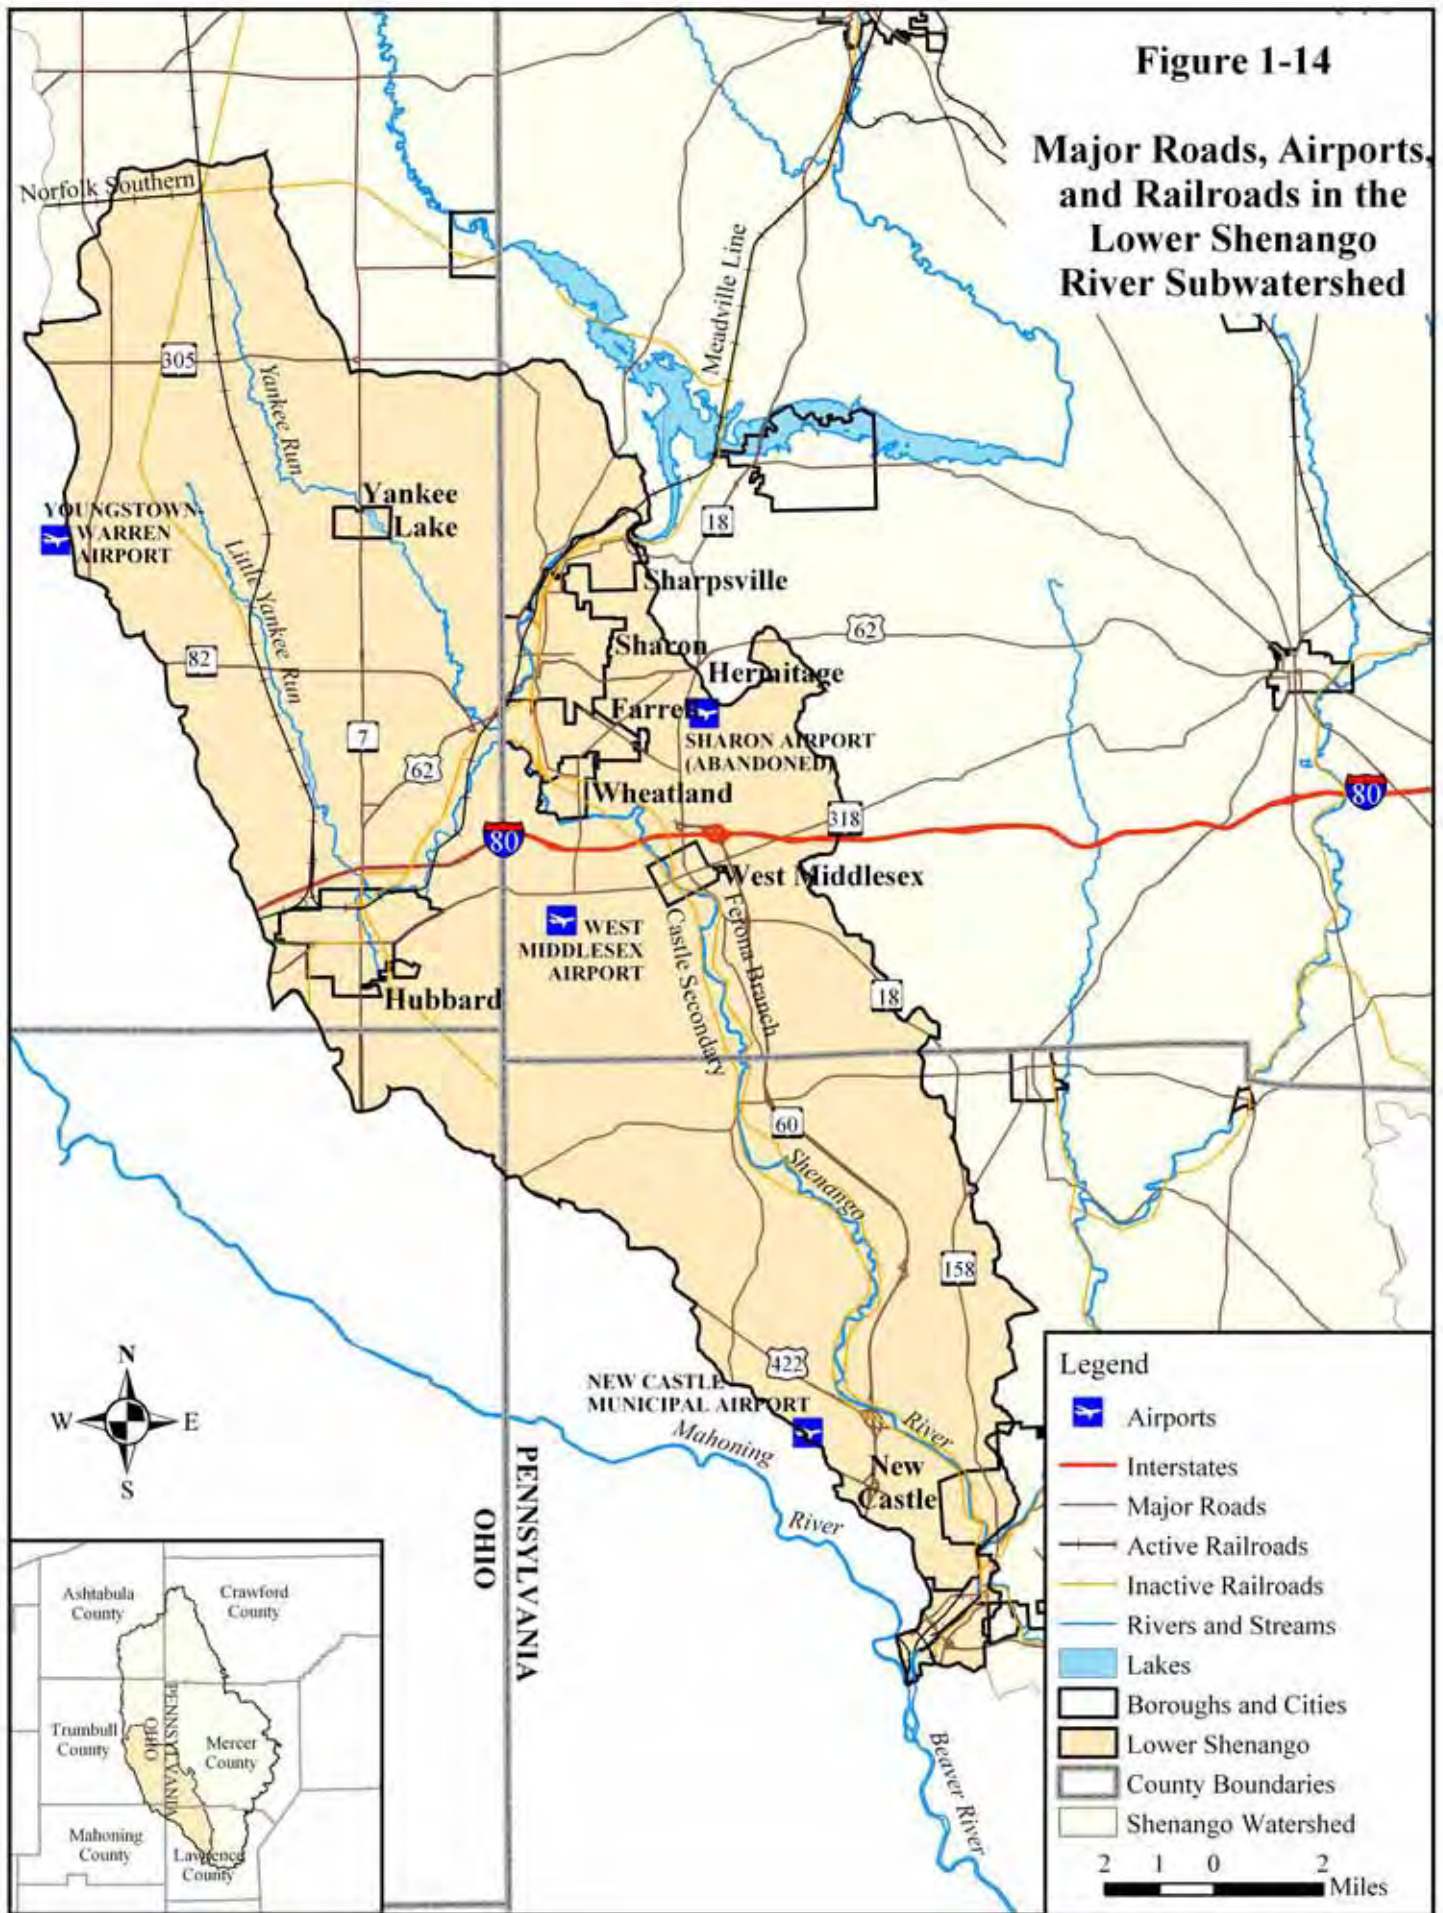 Figure 1-14
Major Roads, Airports,
and Railroads in the
Lower Shenango
River Subwatershed
Norfolk Southern
Meadville Line
305
Yankee Run
Yankee
Lake
YOUNGSTOWN-
WARREN
AIRPORT
Little Yankee Run
18
Sharpsville
62
Sharon
82
Hermitage
Farrell
7
SHARON AIRPORT
(ABANDONED)
62
Wheatland
80
318
80
West Middlesex
WEST
MIDDLESEX
AIRPORT
Castle Secondary
Ferona Branch
18
Hubbard
60
Shenango
158
422
NEW CASTLE
MUNICIPAL AIRPORT
Mahoning
River
River
New
Castle
N
W
E
S
OHIO
PENNSYLVANIA
Beaver River
Ashtabula
County
Crawford
County
Trumbull
County
OHIO
PENNSYLVANIA
Mercer
County
Mahoning
County
Lawrence
County
Legend
Airports
Interstates
Major Roads
Active Railroads
Inactive Railroads
Rivers and Streams
Lakes
Boroughs and Cities
Lower Shenango
County Boundaries
Shenango Watershed
2 1 0 2
Miles